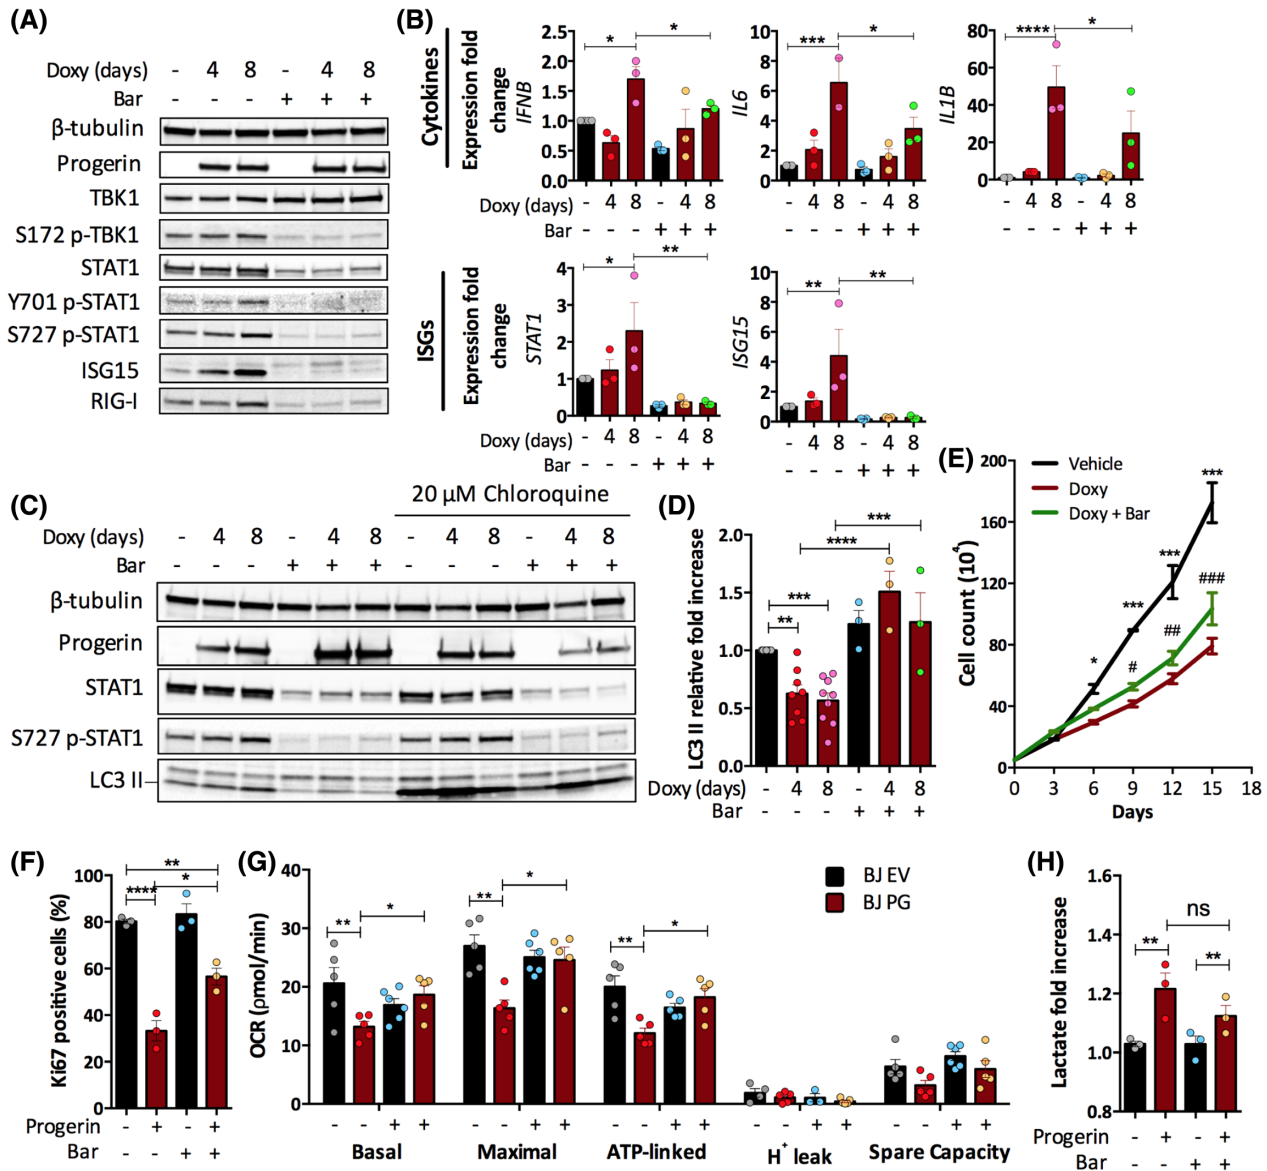 (A)
Doxy (days) - 4 8 - 4 8
Bar - - - + + +
β-tubulin
Progerin
TBK1
S172 p-TBK1
STAT1
Y701 p-STAT1
S727 p-STAT1
ISG15
RIG-I
(B)
Cytokines
Expression fold change
IFNB
2.5
2.0
1.5
1.0
0.5
0.0
* *
Doxy (days) - 4 8 - 4 8
Bar - - - + + +
IL6
10
8
6
4
2
0
*** *
- 4 8 - 4 8
- - - + + +
IL1B
80
60
40
20
0
**** *
- 4 8 - 4 8
- - - + + +
ISGs
Expression fold change
STAT1
4
3
2
1
0
* **
Doxy (days) - 4 8 - 4 8
Bar - - - + + +
ISG15
10
8
6
4
2
0
** **
- 4 8 - 4 8
- - - + + +
(C)
20 µM Chloroquine
Doxy (days) - 4 8 - 4 8 - 4 8 - 4 8
Bar - - - + + + - - - + + +
β-tubulin
Progerin
STAT1
S727 p-STAT1
LC3 II
(D)
LC3 II relative fold increase
2.0
1.5
1.0
0.5
0.0
***
****
***
**
Doxy (days) - 4 8 - 4 8
Bar - - - + + +
(E)
Cell count (10⁴)
200
160
120
80
40
0
Vehicle
Doxy
Doxy + Bar
* *** *** ***
# ## ###
0 3 6 9 12 15 18
Days
(F)
Ki67 positive cells (%)
100
80
60
40
20
0
**
*
****
Progerin - + - +
Bar - - + +
(G)
OCR (ρmol/min)
40
30
20
10
0
BJ EV
BJ PG
** * ** * ** *
- - + + - - + + - - + + - - + + - - + +
Basal Maximal ATP-linked H⁺ leak Spare Capacity
(H)
Lactate fold increase
1.6
1.4
1.2
1.0
0.8
ns
** **
Progerin - + - +
Bar - - + +